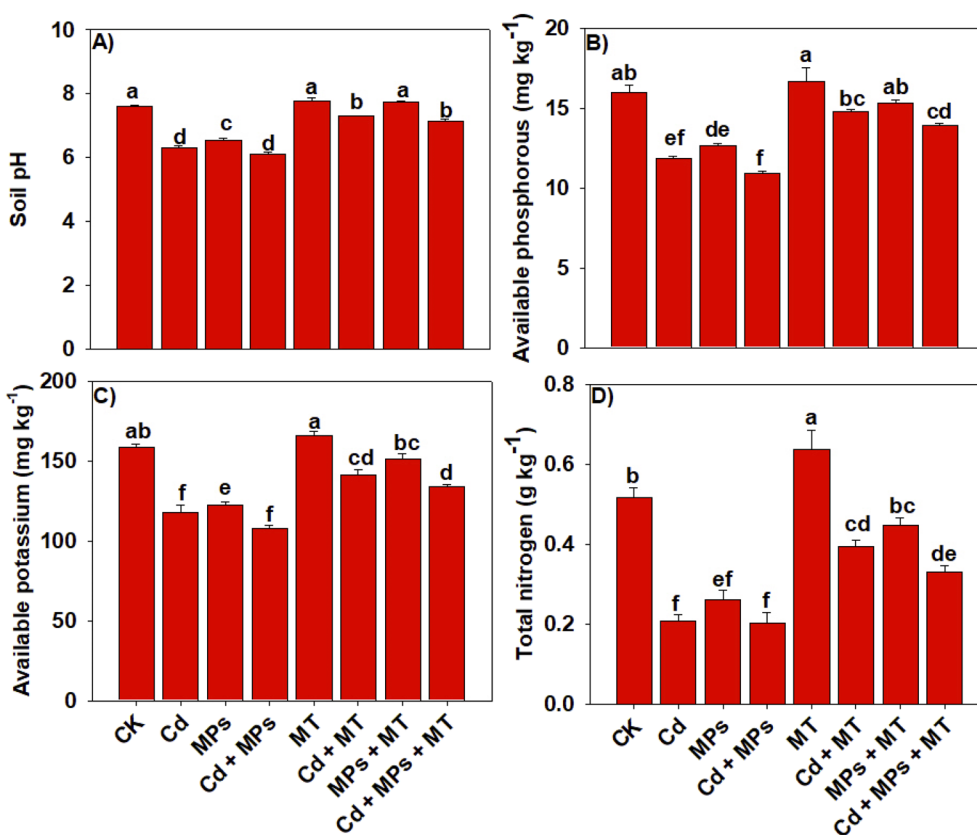 A)
Soil pH
10
8
6
4
2
0
a
d
c
d
a
b
a
b
B)
Available phosphorous (mg kg⁻¹)
20
15
10
5
0
ab
ef
de
f
a
bc
ab
cd
C)
Available potassium (mg kg⁻¹)
200
150
100
50
0
ab
f
e
f
a
cd
bc
d
CK
Cd
MPs
Cd + MPs
MT
Cd + MT
MPs + MT
Cd + MPs + MT
D)
Total nitrogen (g kg⁻¹)
0.8
0.6
0.4
0.2
0.0
b
f
ef
f
a
cd
bc
de
CK
Cd
MPs
Cd + MPs
MT
Cd + MT
MPs + MT
Cd + MPs + MT